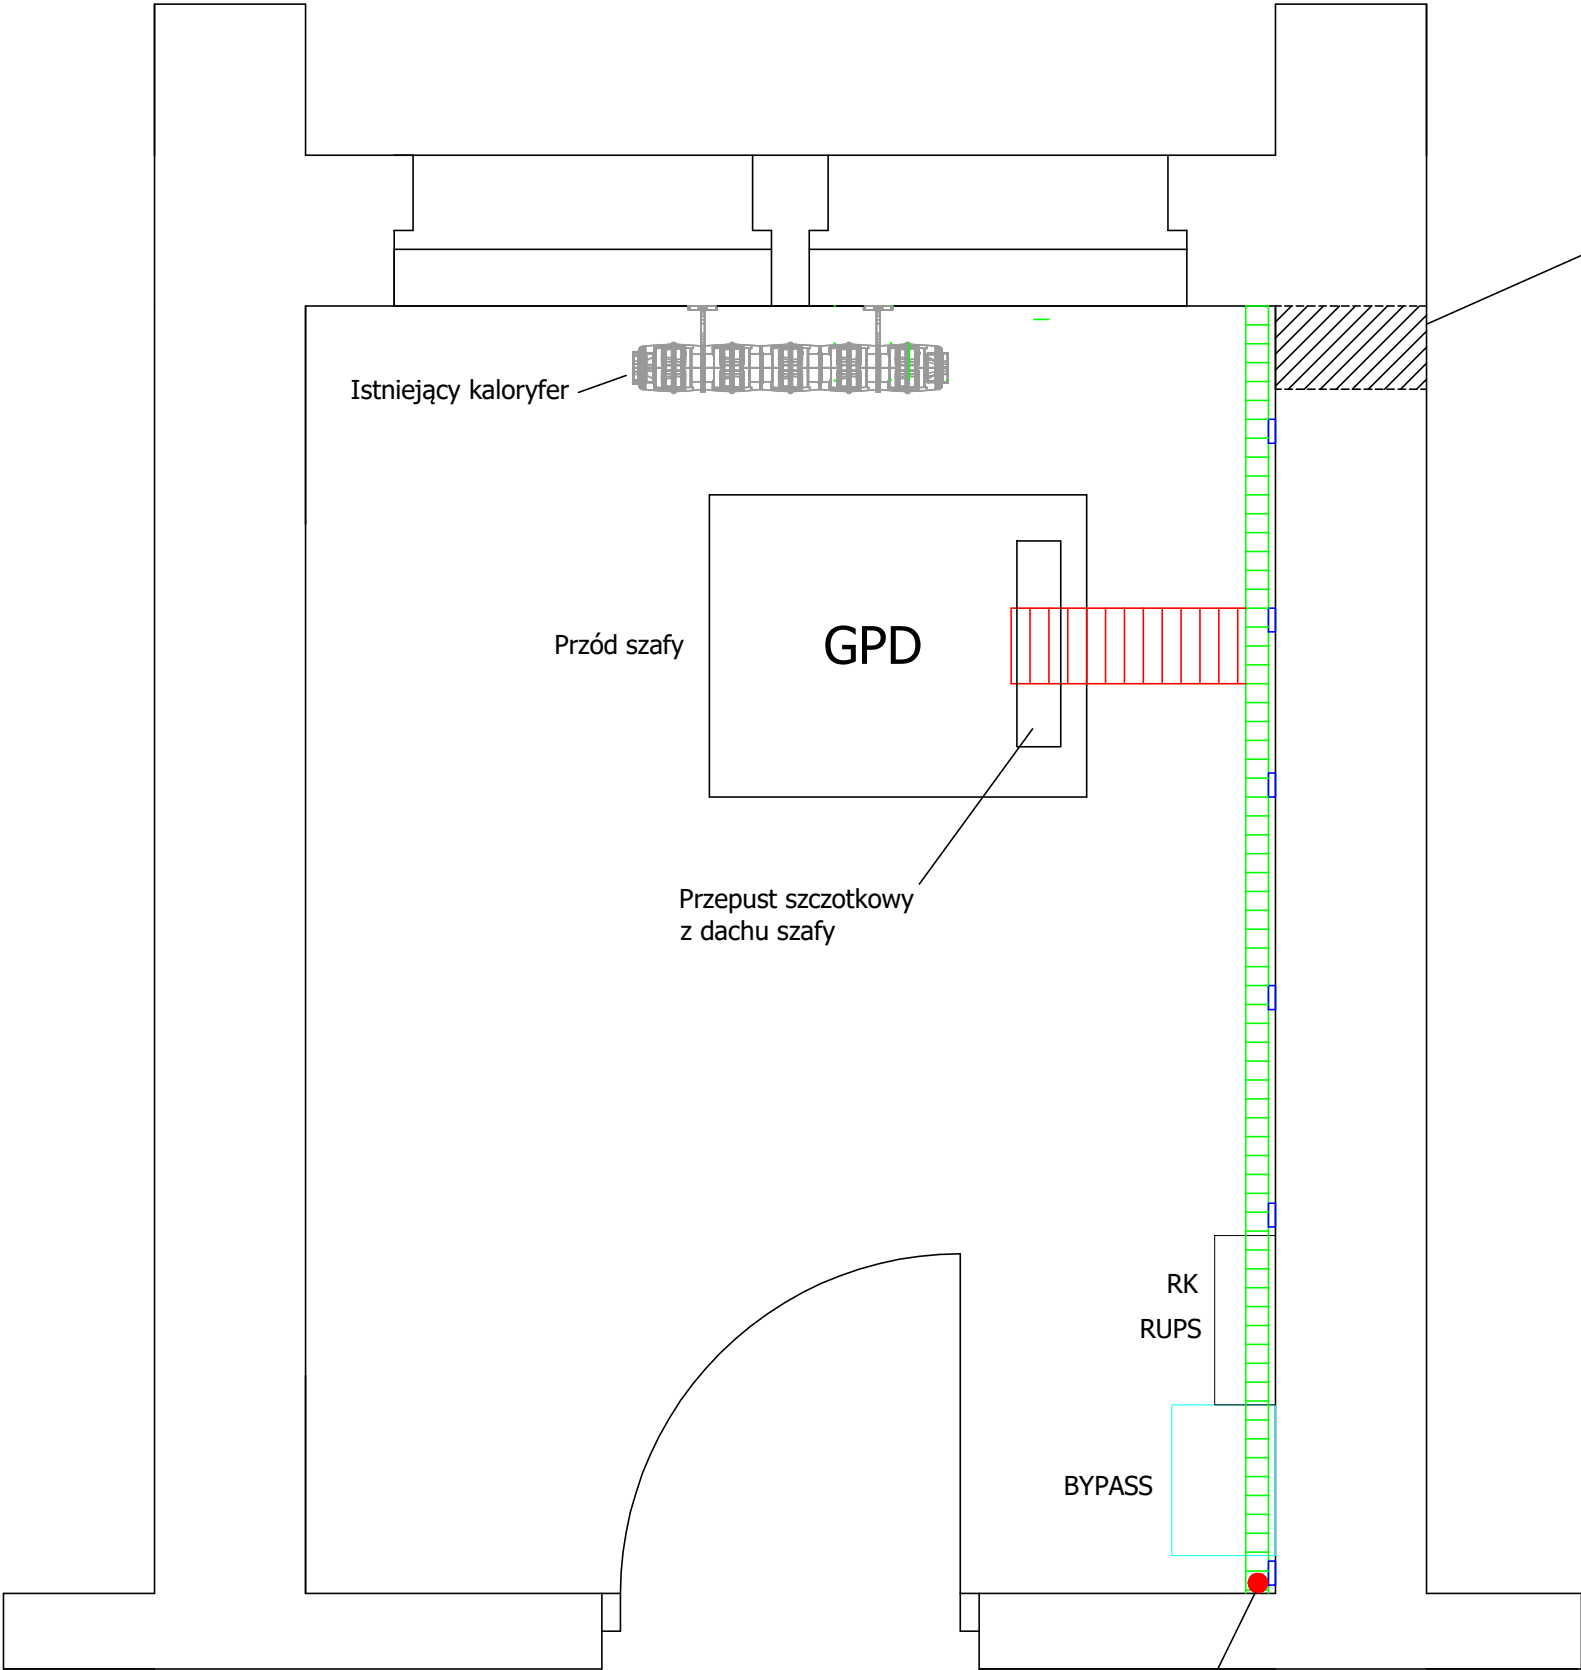 Istniejący kaloryfer
Przód szafy
GPD
Przepust szczotkowy
z dachu szafy
RK
RUPS
BYPASS